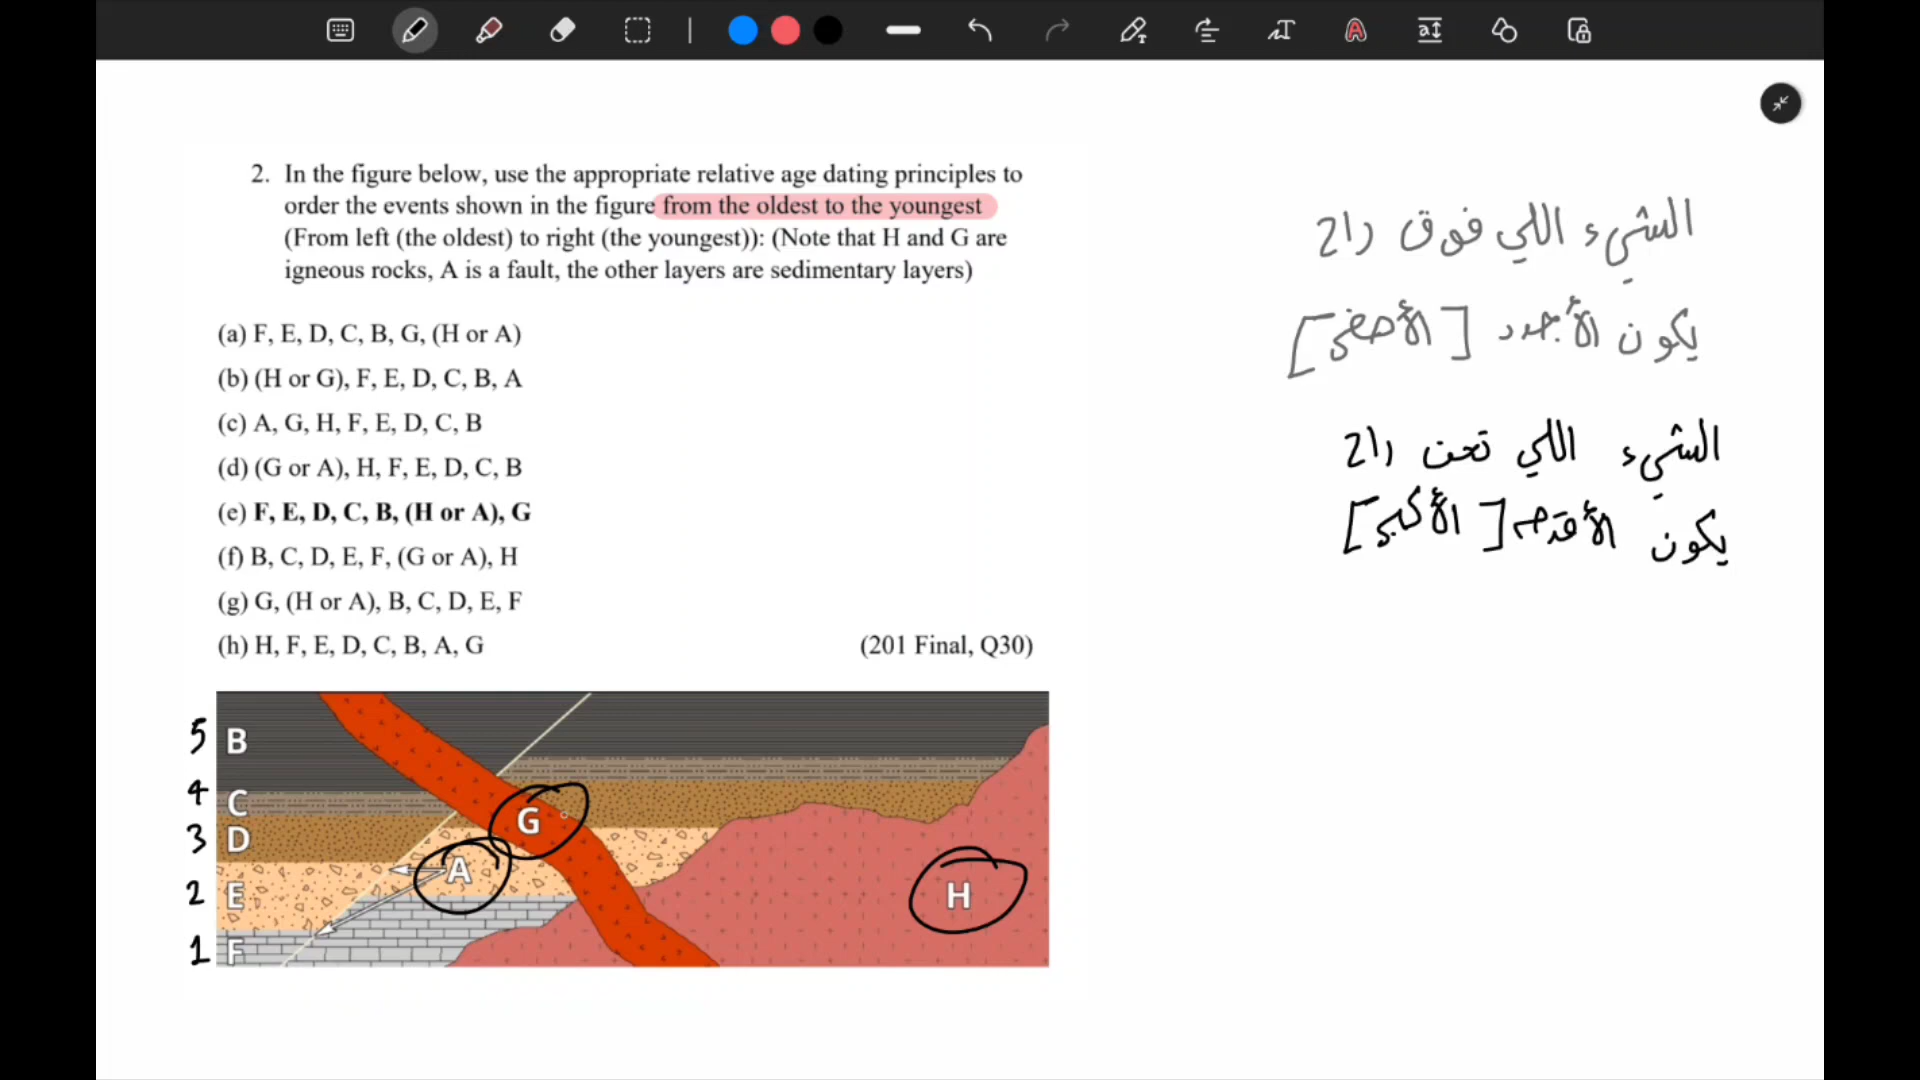 2. In the figure below, use the appropriate relative age dating principles to
order the events shown in the figure from the oldest to the youngest
(From left (the oldest) to right (the youngest)): (Note that H and G are
igneous rocks, A is a fault, the other layers are sedimentary layers)
(a) F, E, D, C, B, G, (H or A)
(b) (H or G), F, E, D, C, B, A
(c) A, G, H, F, E, D, C, B
(d) (G or A), H, F, E, D, C, B
(e) F, E, D, C, B, (H or A), G
(f) B, C, D, E, F, (G or A), H
(g) G, (H or A), B, C, D, E, F
(h) H, F, E, D, C, B, A, G (201 Final, Q30)
5 B
4 C
3 D
2 E
1 F
G
A
H
الشيء اللي فوق راح
يكون الأجدد [الأصغر]
الشيء اللي تحت راح
يكون الأقدم [الأكبر]